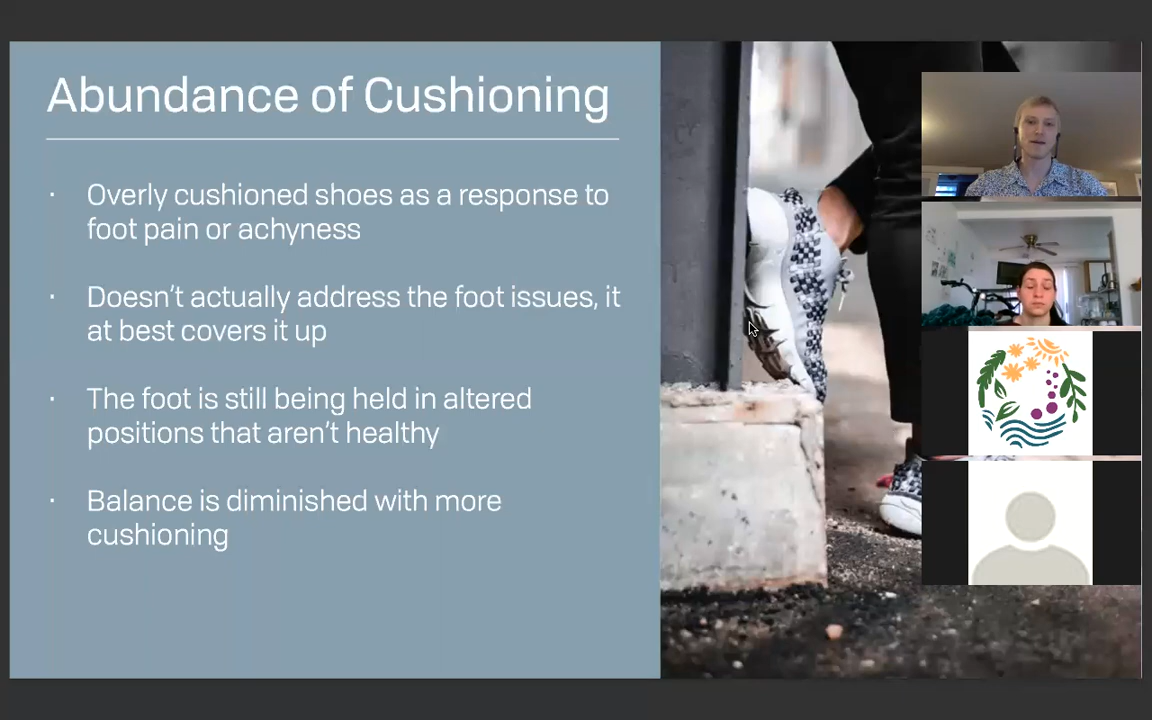 Abundance of Cushioning
· Overly cushioned shoes as a response to
foot pain or achyness
· Doesn't actually address the foot issues, it
at best covers it up
· The foot is still being held in altered
positions that aren't healthy
· Balance is diminished with more
cushioning